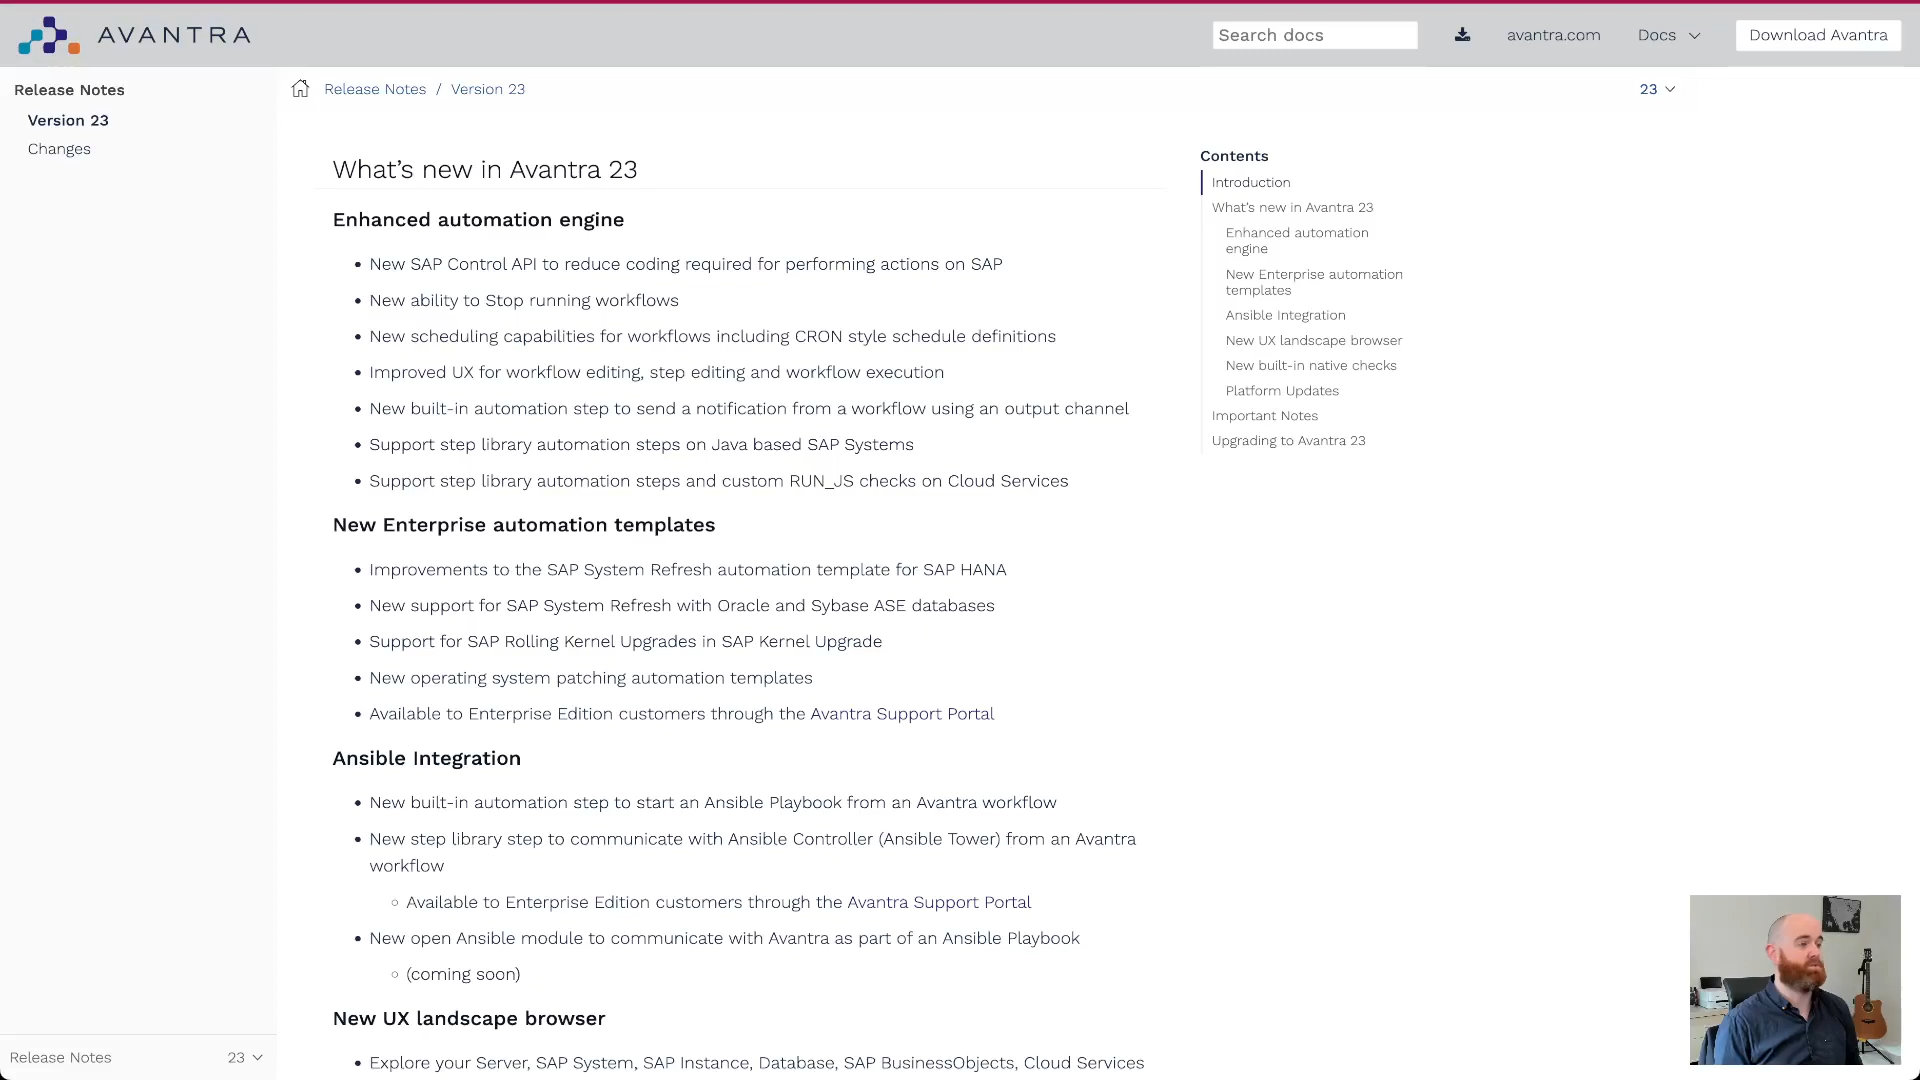 AVANTRA
Search docs
avantra.com
Docs
Download Avantra
Release Notes
Version 23
Changes
Release Notes / Version 23
23
What’s new in Avantra 23
Enhanced automation engine
• New SAP Control API to reduce coding required for performing actions on SAP
• New ability to Stop running workflows
• New scheduling capabilities for workflows including CRON style schedule definitions
• Improved UX for workflow editing, step editing and workflow execution
• New built-in automation step to send a notification from a workflow using an output channel
• Support step library automation steps on Java based SAP Systems
• Support step library automation steps and custom RUN_JS checks on Cloud Services
New Enterprise automation templates
• Improvements to the SAP System Refresh automation template for SAP HANA
• New support for SAP System Refresh with Oracle and Sybase ASE databases
• Support for SAP Rolling Kernel Upgrades in SAP Kernel Upgrade
• New operating system patching automation templates
• Available to Enterprise Edition customers through the Avantra Support Portal
Ansible Integration
• New built-in automation step to start an Ansible Playbook from an Avantra workflow
• New step library step to communicate with Ansible Controller (Ansible Tower) from an Avantra
workflow
◦ Available to Enterprise Edition customers through the Avantra Support Portal
• New open Ansible module to communicate with Avantra as part of an Ansible Playbook
◦ (coming soon)
New UX landscape browser
• Explore your Server, SAP System, SAP Instance, Database, SAP BusinessObjects, Cloud Services
Contents
Introduction
What’s new in Avantra 23
Enhanced automation
engine
New Enterprise automation
templates
Ansible Integration
New UX landscape browser
New built-in native checks
Platform Updates
Important Notes
Upgrading to Avantra 23
Release Notes
23